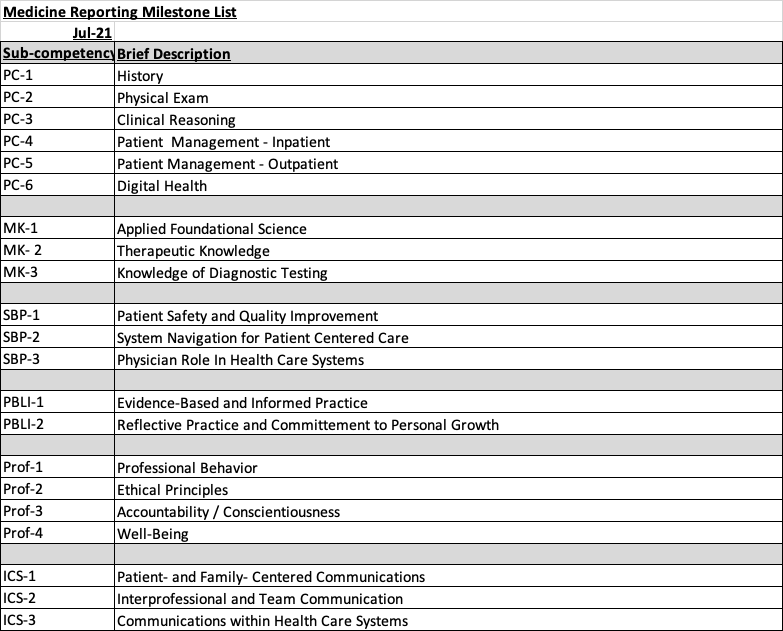 Medicine Reporting Milestone List
Jul-21
Sub-competency Brief Description
PC-1 History
PC-2 Physical Exam
PC-3 Clinical Reasoning
PC-4 Patient  Management - Inpatient
PC-5 Patient Management - Outpatient
PC-6 Digital Health
MK-1 Applied Foundational Science
MK- 2 Therapeutic Knowledge
MK-3 Knowledge of Diagnostic Testing
SBP-1 Patient Safety and Quality Improvement
SBP-2 System Navigation for Patient Centered Care
SBP-3 Physician Role In Health Care Systems
PBLI-1 Evidence-Based and Informed Practice
PBLI-2 Reflective Practice and Committement to Personal Growth
Prof-1 Professional Behavior
Prof-2 Ethical Principles
Prof-3 Accountability / Conscientiousness
Prof-4 Well-Being
ICS-1 Patient- and Family- Centered Communications
ICS-2 Interprofessional and Team Communication
ICS-3 Communications within Health Care Systems